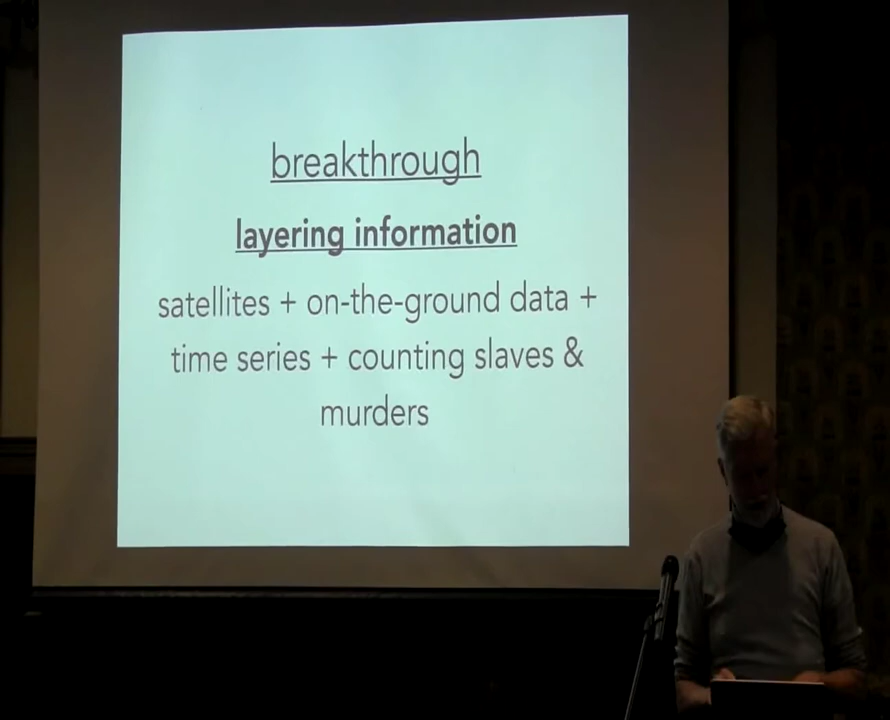 breakthrough
layering information
satellites + on-the-ground data +
time series + counting slaves &
murders